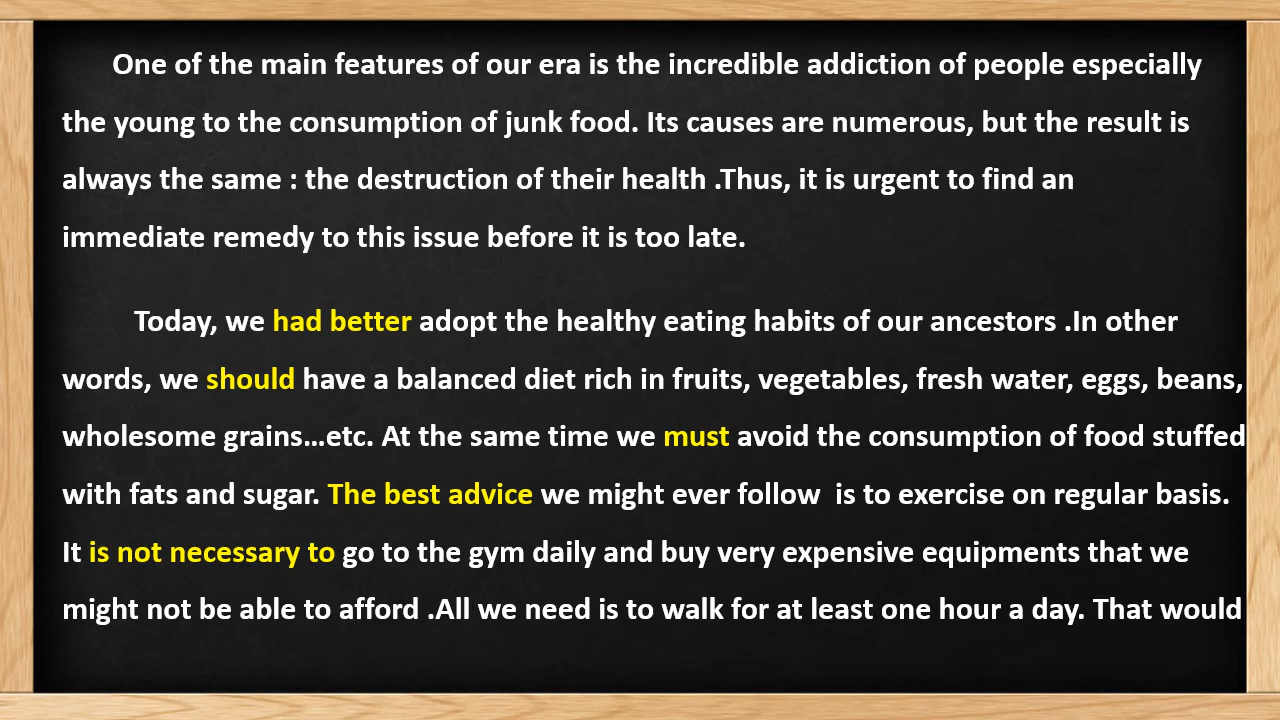 One of the main features of our era is the incredible addiction of people especially
the young to the consumption of junk food. Its causes are numerous, but the result is
always the same : the destruction of their health .Thus, it is urgent to find an
immediate remedy to this issue before it is too late.
Today, we had better adopt the healthy eating habits of our ancestors .In other
words, we should have a balanced diet rich in fruits, vegetables, fresh water, eggs, beans,
wholesome grains…etc. At the same time we must avoid the consumption of food stuffed
with fats and sugar. The best advice we might ever follow  is to exercise on regular basis.
It is not necessary to go to the gym daily and buy very expensive equipments that we
might not be able to afford .All we need is to walk for at least one hour a day. That would